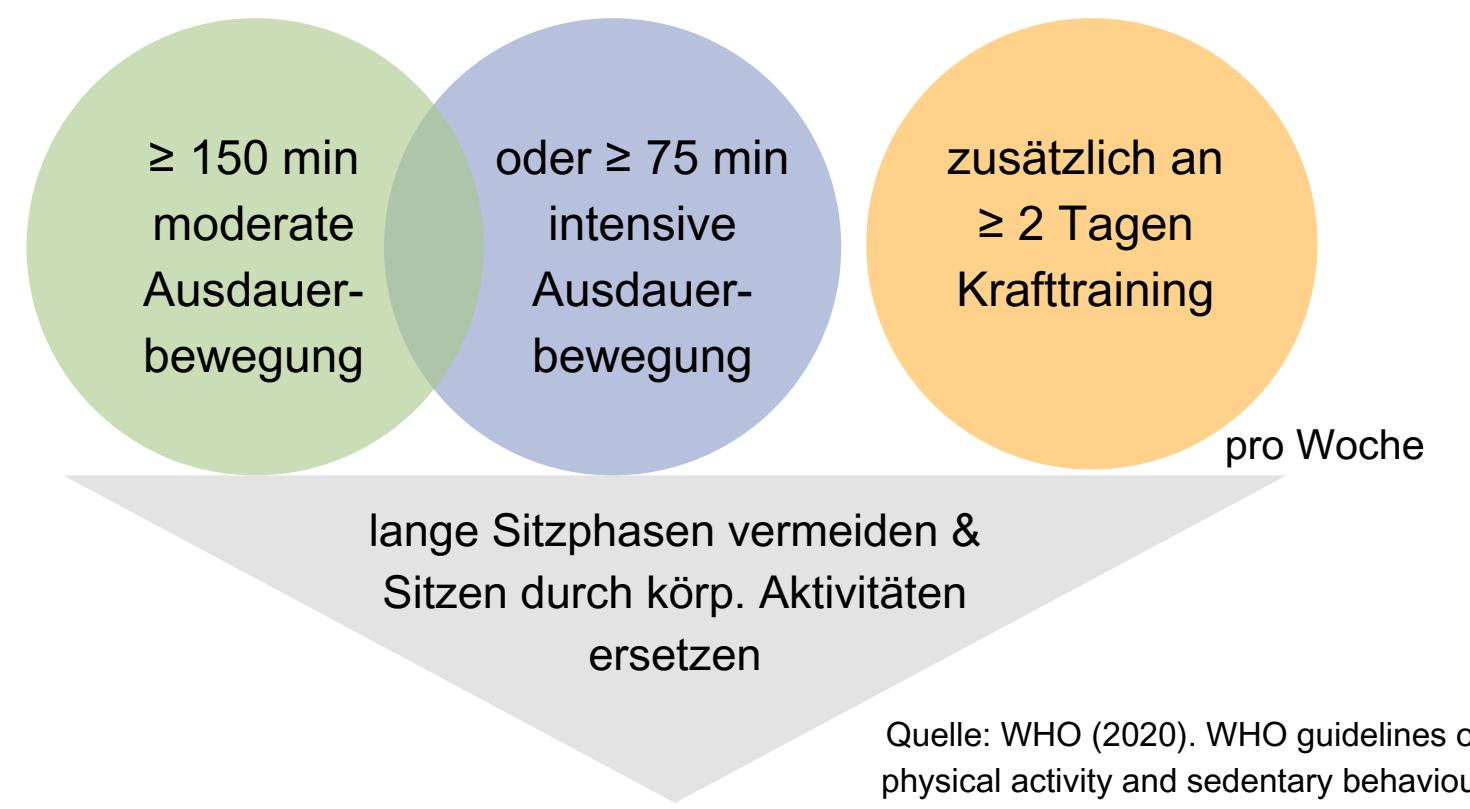 ≥ 150 min
moderate
Ausdauer-
bewegung
oder ≥ 75 min
intensive
Ausdauer-
bewegung
zusätzlich an
≥ 2 Tagen
Krafttraining
pro Woche
lange Sitzphasen vermeiden &
Sitzen durch körp. Aktivitäten
ersetzen
Quelle: WHO (2020). WHO guidelines
physical activity and sedentary